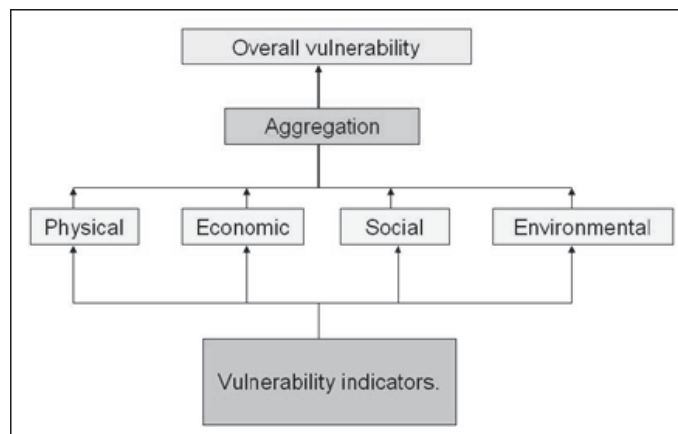 Overall vulnerability
Aggregation
Physical
Economic
Social
Environmental
Vulnerability indicators.